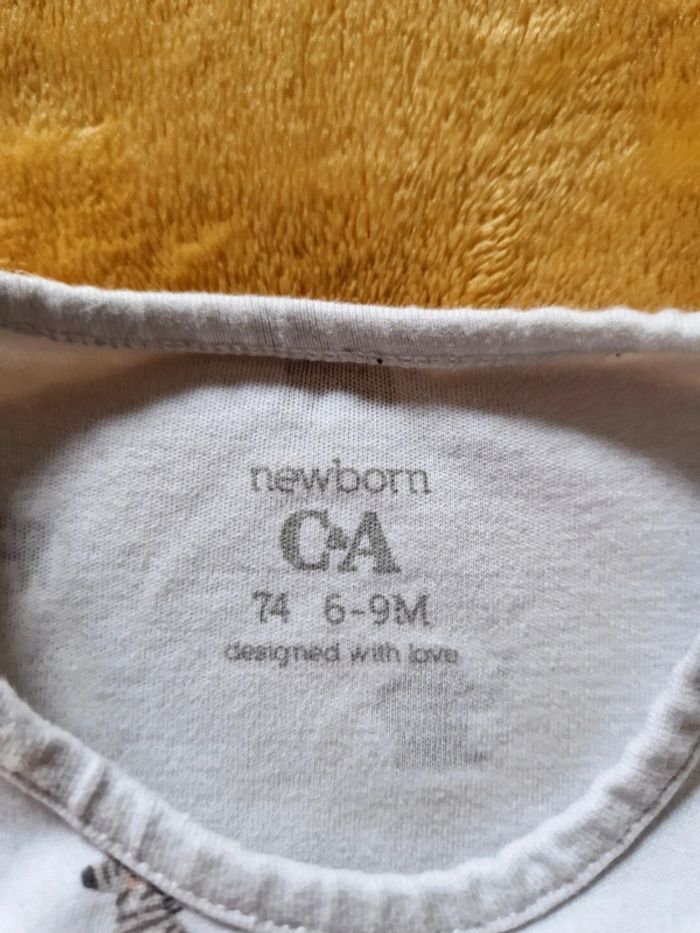 newborn
C&A
74 6-9M
designed with love